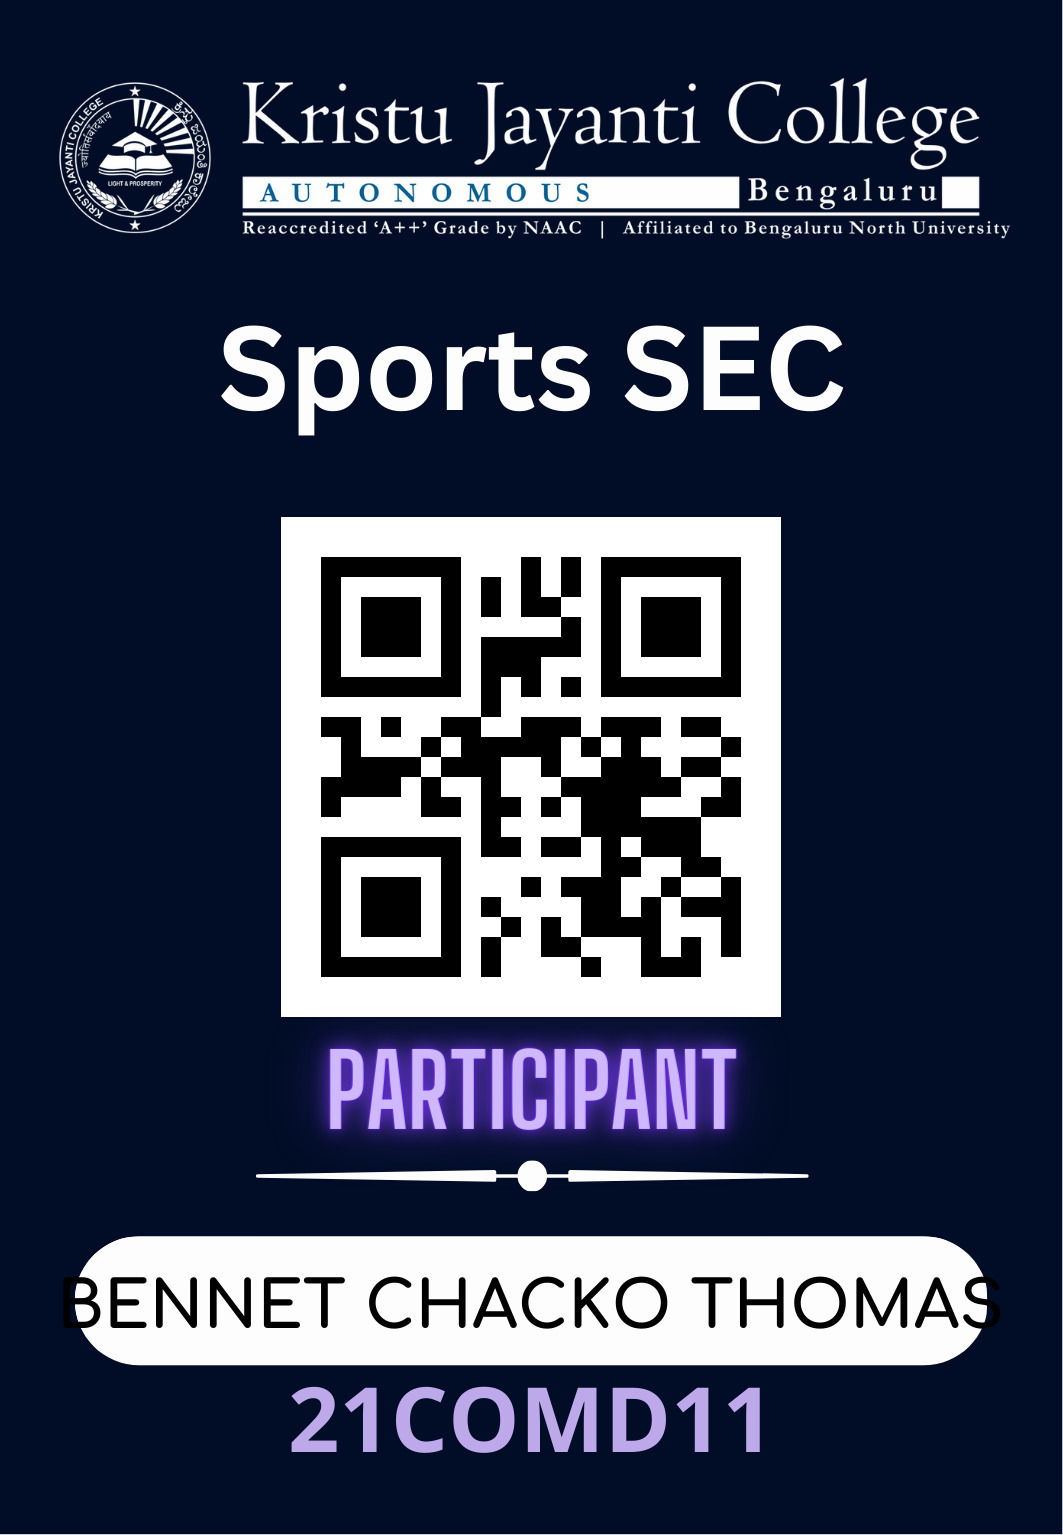 Kristu Jayanti College
AUTONOMOUS Bengaluru
Reaccredited ‘A++’ Grade by NAAC | Affiliated to Bengaluru North University
KRISTU JAYANTI COLLEGE
LIGHT & PROSPERITY
Sports SEC
PARTICIPANT
BENNET CHACKO THOMAS
21COMD11